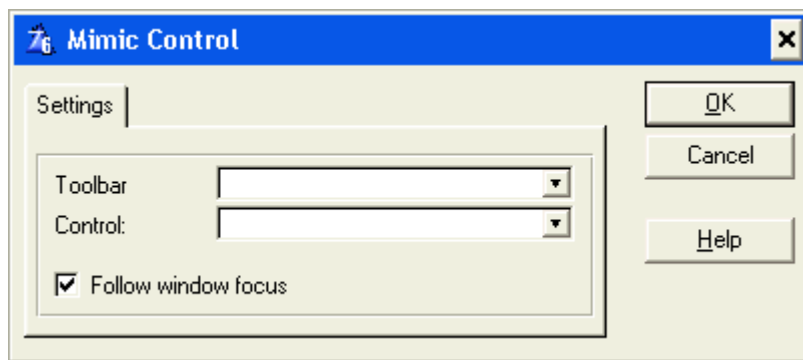 Mimic Control
Settings
OK
Cancel
Toolbar
Control:
Help
Follow window focus